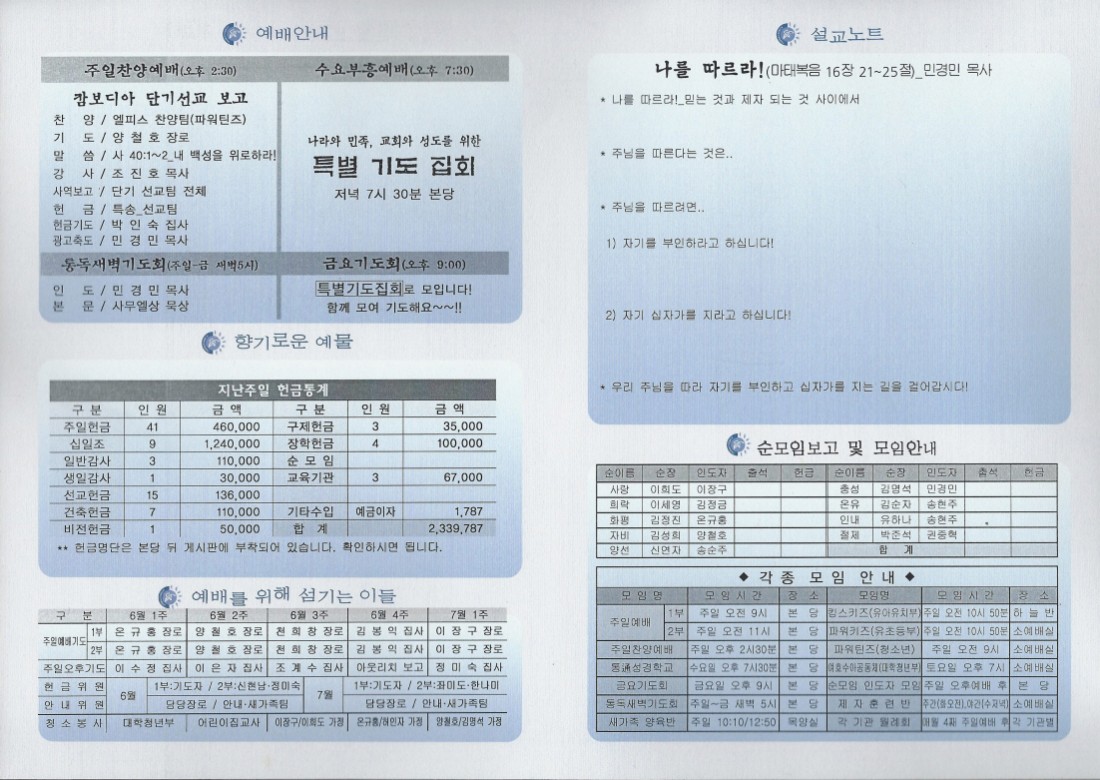 예배안내
주일찬양예배(오후 2:30)
캄보디아 단기선교 보고
찬 양 / 엘피스 찬양팀(파워틴즈)
기 도 / 양 철 호 장로
말 씀 / 사 40:1~2_내 백성을 위로하라!
강 사 / 조 진 호 목사
사역보고 / 단기 선교팀 전체
헌 금 / 특송_선교팀
헌금기도 / 박 인 숙 집사
광고축도 / 민 경 민 목사
수요부흥예배(오후 7:30)
나라와 민족, 교회와 성도를 위한
특별 기도 집회
저녁 7시 30분 본당
통독새벽기도회(주일-금 새벽5시)
인 도 / 민 경 민 목사
본 문 / 사무엘상 묵상
금요기도회(오후 9:00)
특별기도집회로 모입니다!
함께 모여 기도해요~~!!
향기로운 예물
지난주일 헌금통계
구 분 인 원 금 액 구 분 인 원 금 액
주일헌금 41 460,000 구제헌금 3 35,000
십일조 9 1,240,000 장학헌금 4 100,000
일반감사 3 110,000 순 모 임
생일감사 1 30,000 교육기관 3 67,000
선교헌금 15 136,000
건축헌금 7 110,000 기타수입 예금이자 1,787
비전헌금 1 50,000 합 계 2,339,787
** 헌금명단은 본당 뒤 게시판에 부착되어 있습니다. 확인하시면 됩니다.
예배를 위해 섬기는 이들
구 분 6월 1주 6월 2주 6월 3주 6월 4주 7월 1주
주일예배기도 1부 온 규 홍 장로 양 철 호 장로 천 희 창 장로 김 봉 익 집사 이 장 구 장로
2부 온 규 홍 장로 양 철 호 장로 천 희 창 장로 김 봉 익 집사 이 장 구 장로
주일오후기도 이 수 정 집사 이 은 자 집사 조 계 수 집사 아웃리치 보고 정 미 숙 집사
헌 금 위 원 6월 1부:기도자 / 2부:신현남·정미숙 7월 1부:기도자 / 2부:좌미도·한나미
안 내 위 원 담당장로 / 안내·새가족팀 담당장로 / 안내·새가족팀
청 소 봉 사 대학청년부 어린이집교사 이장구/이희도 가정 온규홍/허인자 가정 양철호/김명석 가정
설교노트
나를 따르라!(마태복음 16장 21~25절)_민경민 목사
* 나를 따르라!_믿는 것과 제자 되는 것 사이에서
* 주님을 따른다는 것은..
* 주님을 따르려면..
1) 자기를 부인하라고 하십니다!
2) 자기 십자가를 지라고 하십니다!
* 우리 주님을 따라 자기를 부인하고 십자가를 지는 길을 걸어갑시다!
순모임보고 및 모임안내
순이름 순장 인도자 출석 헌금 순이름 순장 인도자 출석 헌금
사랑 이희도 이장구 충성 김명석 민경민
희락 이세영 김정금 온유 김순자 송현주
화평 김정진 온규홍 인내 유하나 송현주
자비 김성희 양철호 절제 박준석 권중혁
양선 신면자 송순주 합 계
◆ 각 종 모 임 안 내 ◆
모 임 명 모 임 시 간 장 소 모임명 모 임 시 간 장 소
주일예배 1부 주일 오전 9시 본 당 킹스키즈(유아유치부) 주일 오전 10시 50분 하 늘 반
2부 주일 오전 11시 본 당 파워키즈(유초등부) 주일 오전 10시 50분 소예배실
주일찬양예배 주일 오후 2시30분 본 당 파워틴즈(청소년) 주일 오전 9시 소예배실
통通성경학교 수요일 오후 7시30분 본 당 여호수아공동체(대학청년부) 토요일 오후 7시 소예배실
금요기도회 금요일 오후 9시 본 당 순모임 인도자 모임 주일 오후예배 후 본 당
통독새벽기도회 주일~금 새벽 5시 본 당 제 자 훈 련 반 주간(화오전),야간(수저녁) 소예배실
새가족 양육반 주일 10:10/12:50 목양실 각 기관 월례회 매월 4째 주일예배 후 각 기관별